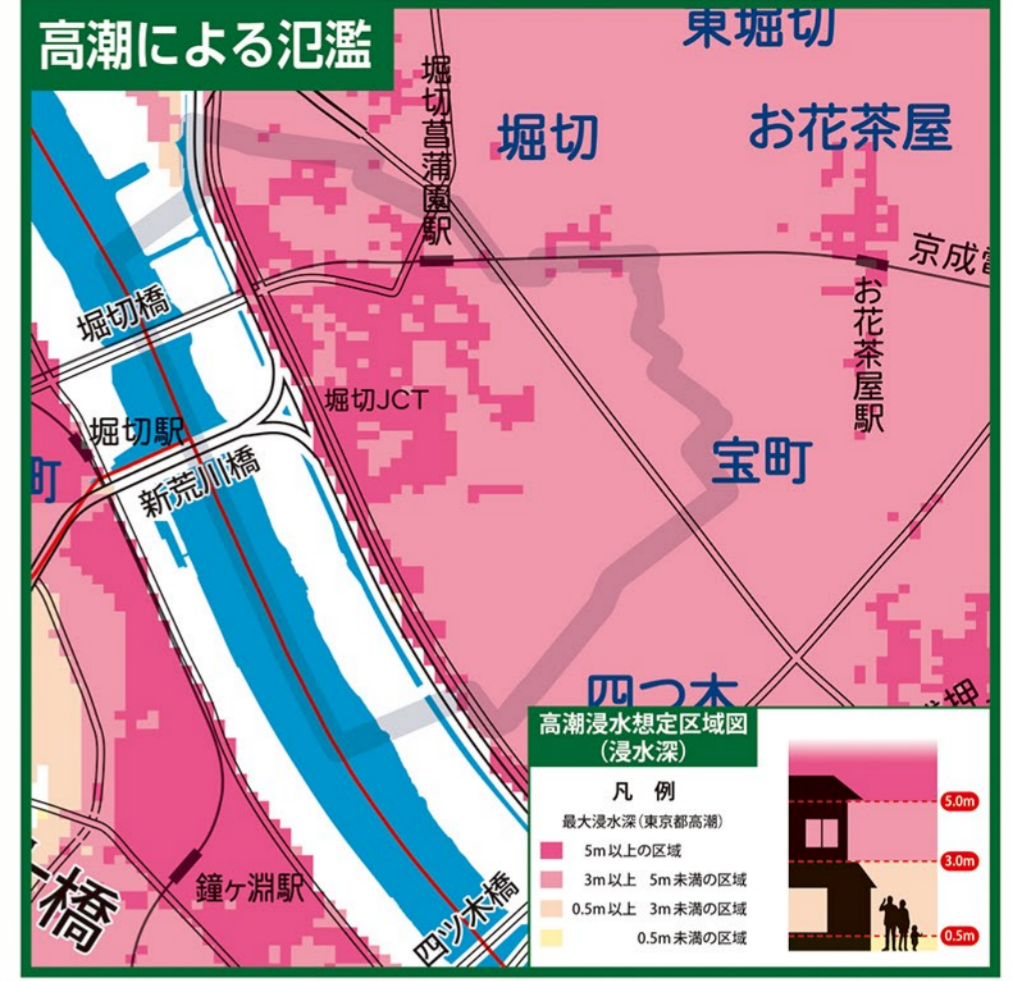 高潮による氾濫
東堀切
堀切菖蒲園駅
堀切
お花茶屋
京成電
堀切橋
お花茶屋駅
堀切JCT
堀切駅
町
新荒川橋
宝町
四つ木
押
橋
鐘ヶ淵駅
四ツ木橋
高潮浸水想定区域図
(浸水深)
凡 例
最大浸水深(東京都高潮)
5m以上の区域
3m以上 5m未満の区域
0.5m以上 3m未満の区域
0.5m未満の区域
5.0m
3.0m
0.5m